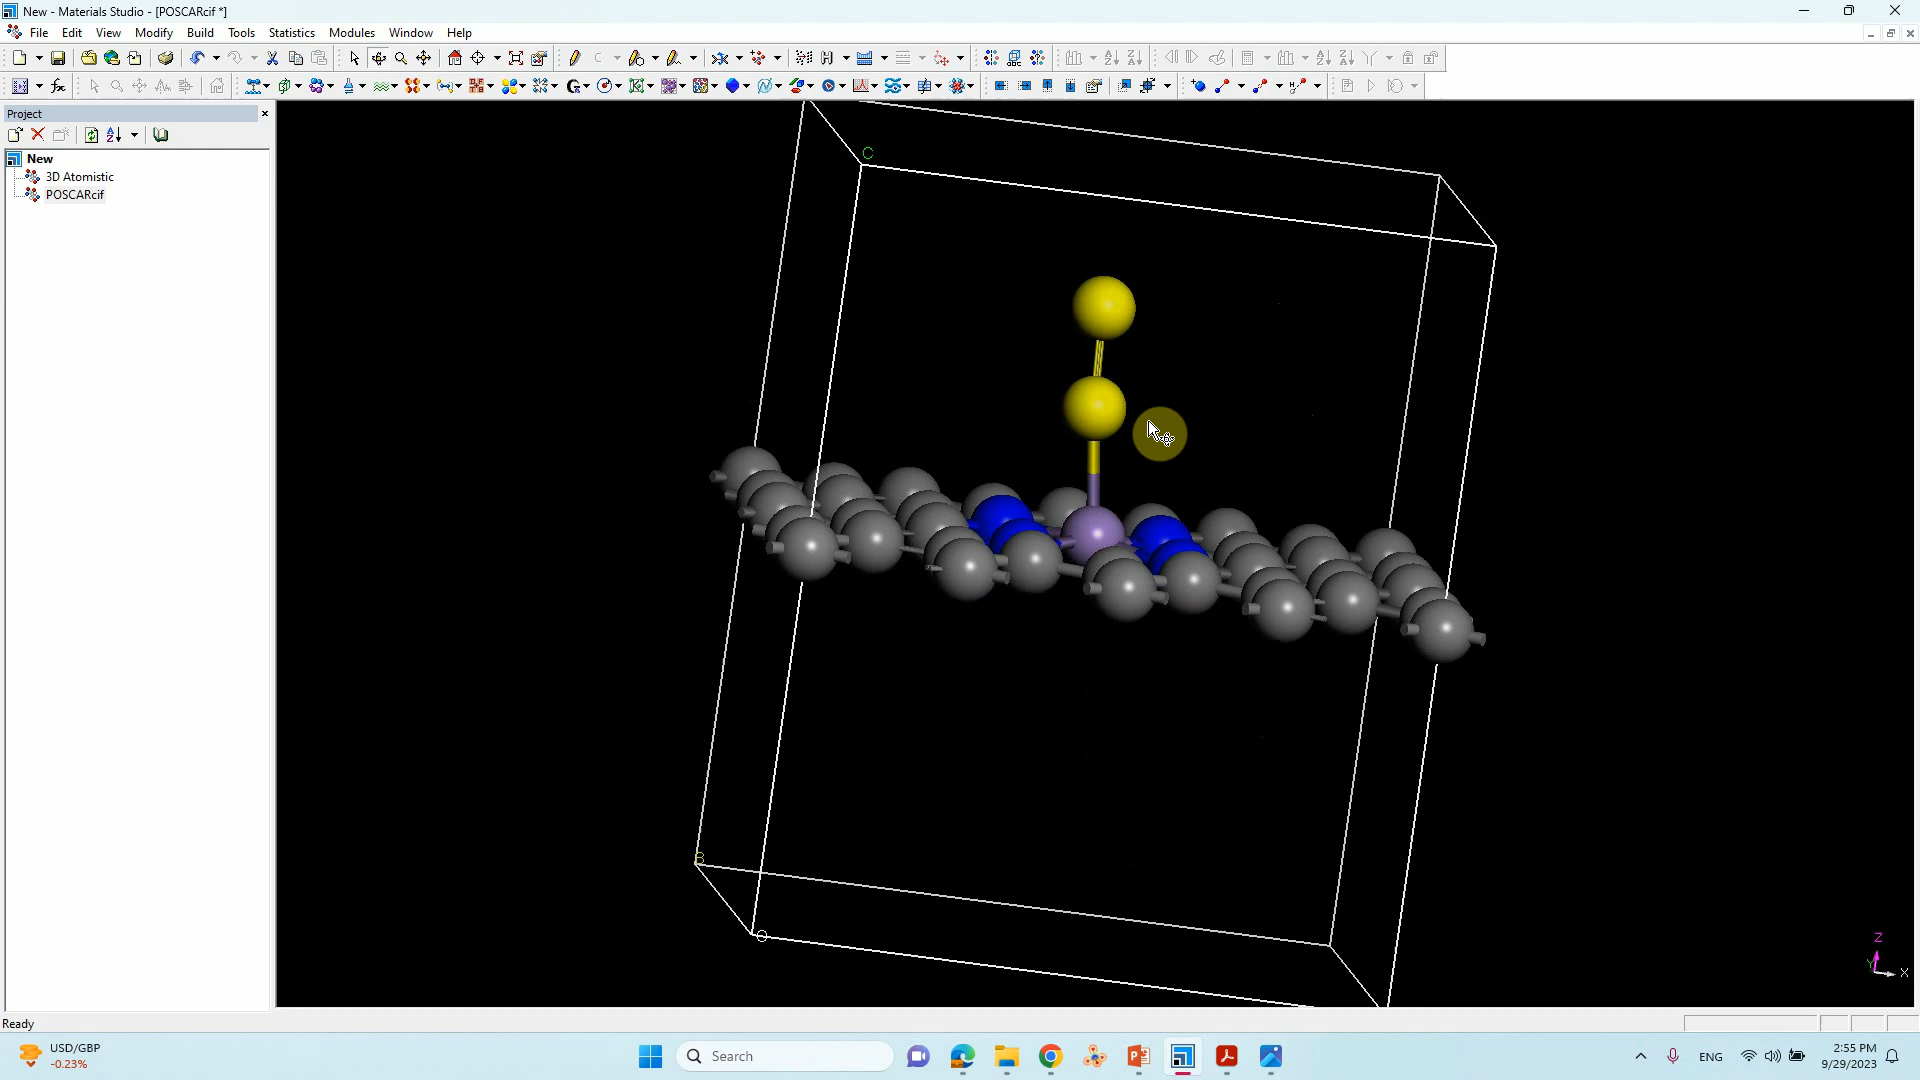 New - Materials Studio - [POSCARcif *]
File Edit View Modify Build Tools Statistics Modules Window Help
Project
New
3D Atomistic
POSCARcif
C
B
O
Z
Y
X
Ready
USD/GBP
-0.23%
Search
ENG
2:55 PM
9/29/2023